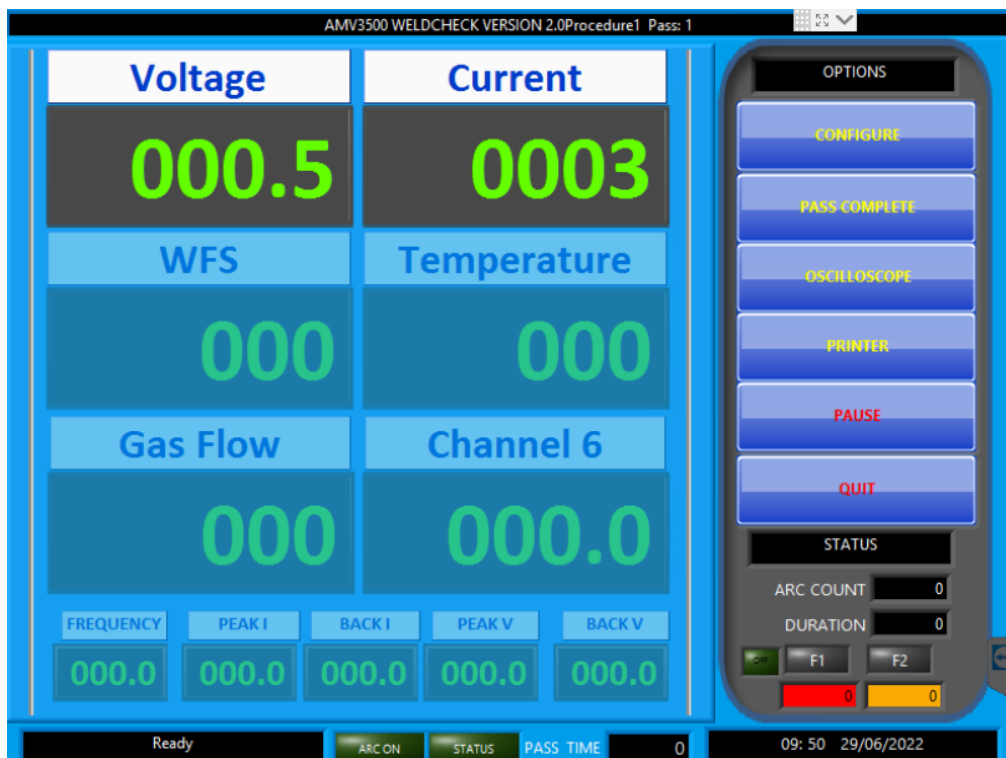 AMV3500 WELDCHECK VERSION 2.0Procedure1 Pass: 1
Voltage Current
000.5 0003
WFS Temperature
000 000
Gas Flow Channel 6
000 000.0
FREQUENCY PEAK I BACK I PEAK V BACK V
000.0 000.0 000.0 000.0 000.0
OPTIONS
CONFIGURE
PASS COMPLETE
OSCILLOSCOPE
PRINTER
PAUSE
QUIT
STATUS
ARC COUNT 0
DURATION 0
OFF F1 F2
0 0
Ready ARC ON STATUS PASS TIME 0 09: 50 29/06/2022